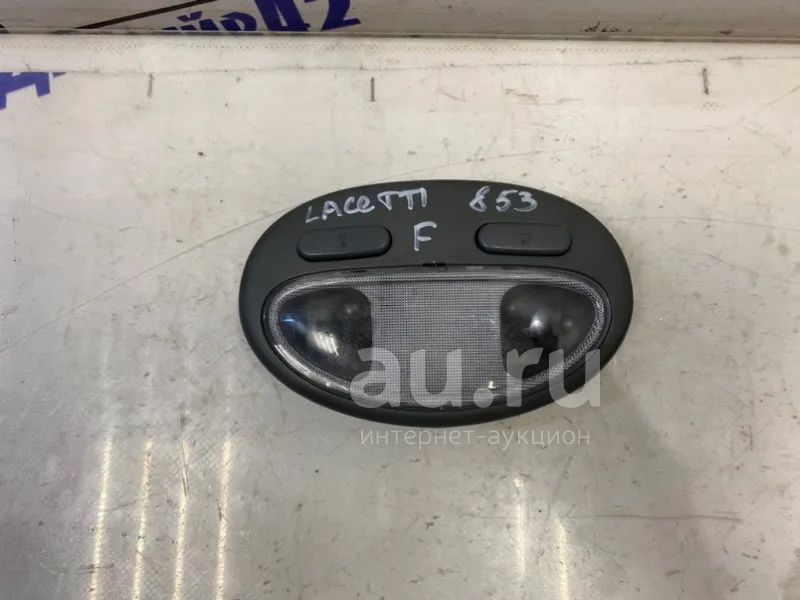 LACETTI 853
F
au.ru
интернет-аукцион